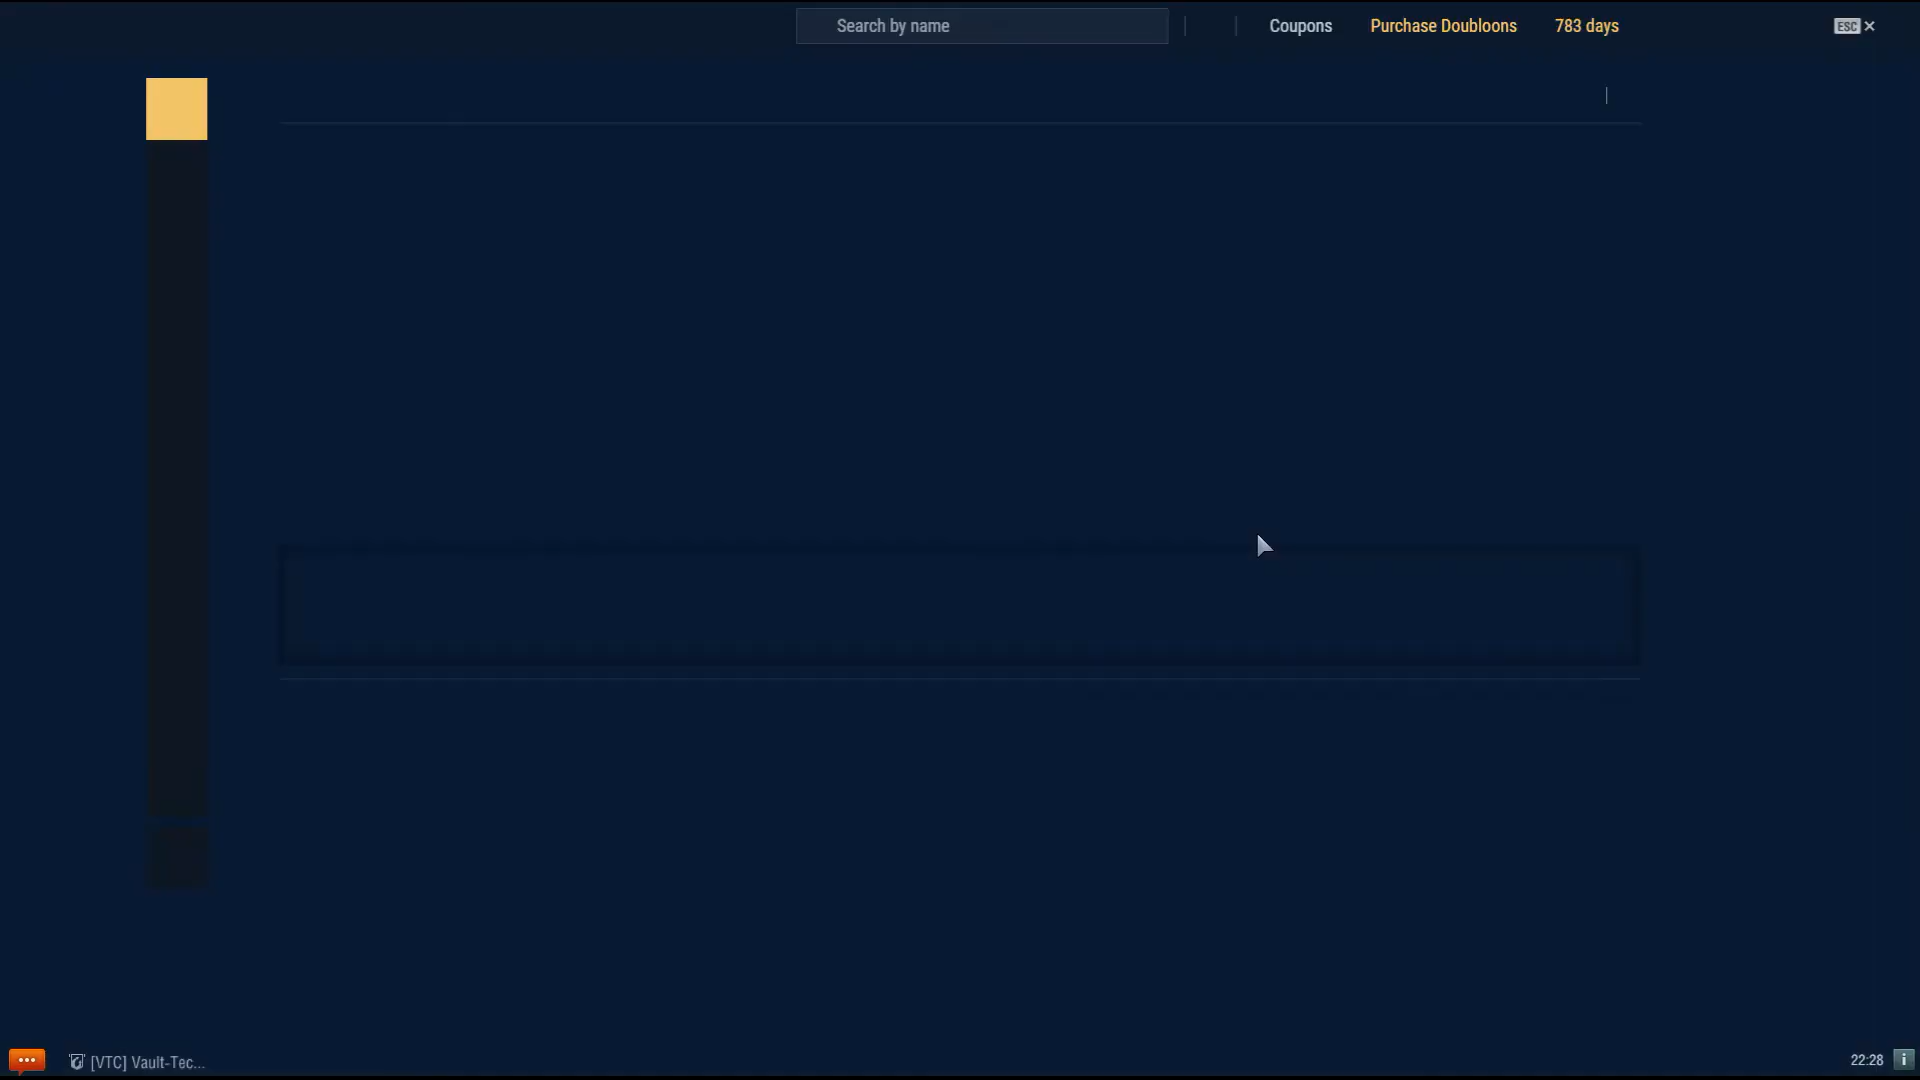 Search by name
Coupons
Purchase Doubloons
783 days
ESC
[VTC] Vault-Tec...
22:28